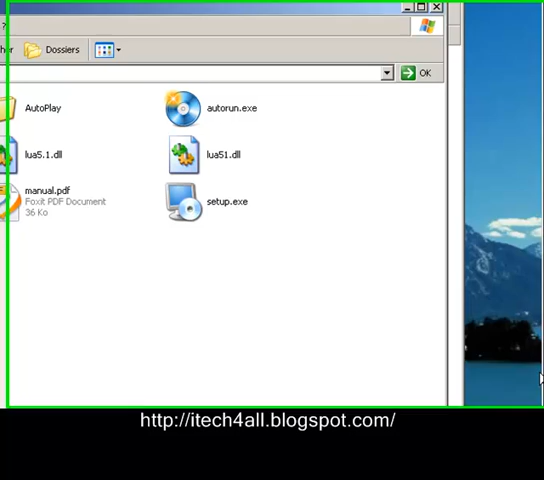 ?
her Dossiers
OK
AutoPlay
autorun.exe
lua5.1.dll
lua51.dll
manual.pdf
Foxit PDF Document
36 Ko
setup.exe
http://itech4all.blogspot.com/